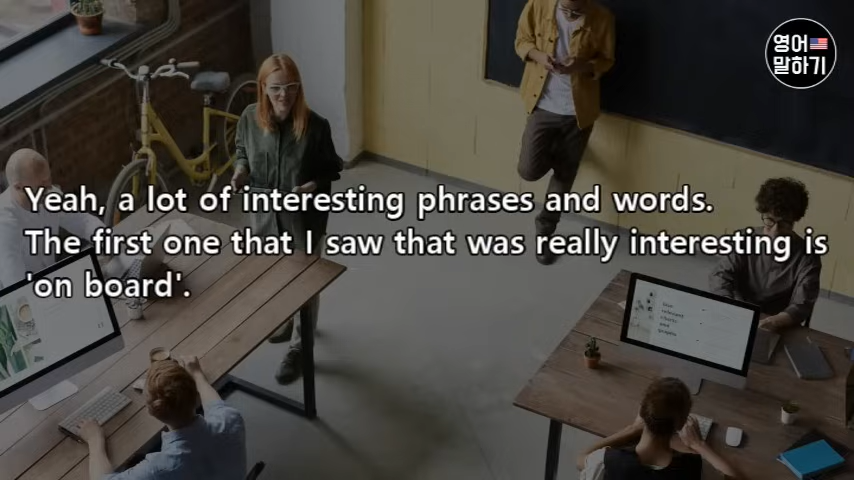 영어
말하기
Yeah, a lot of interesting phrases and words.
The first one that I saw that was really interesting is
'on board'.